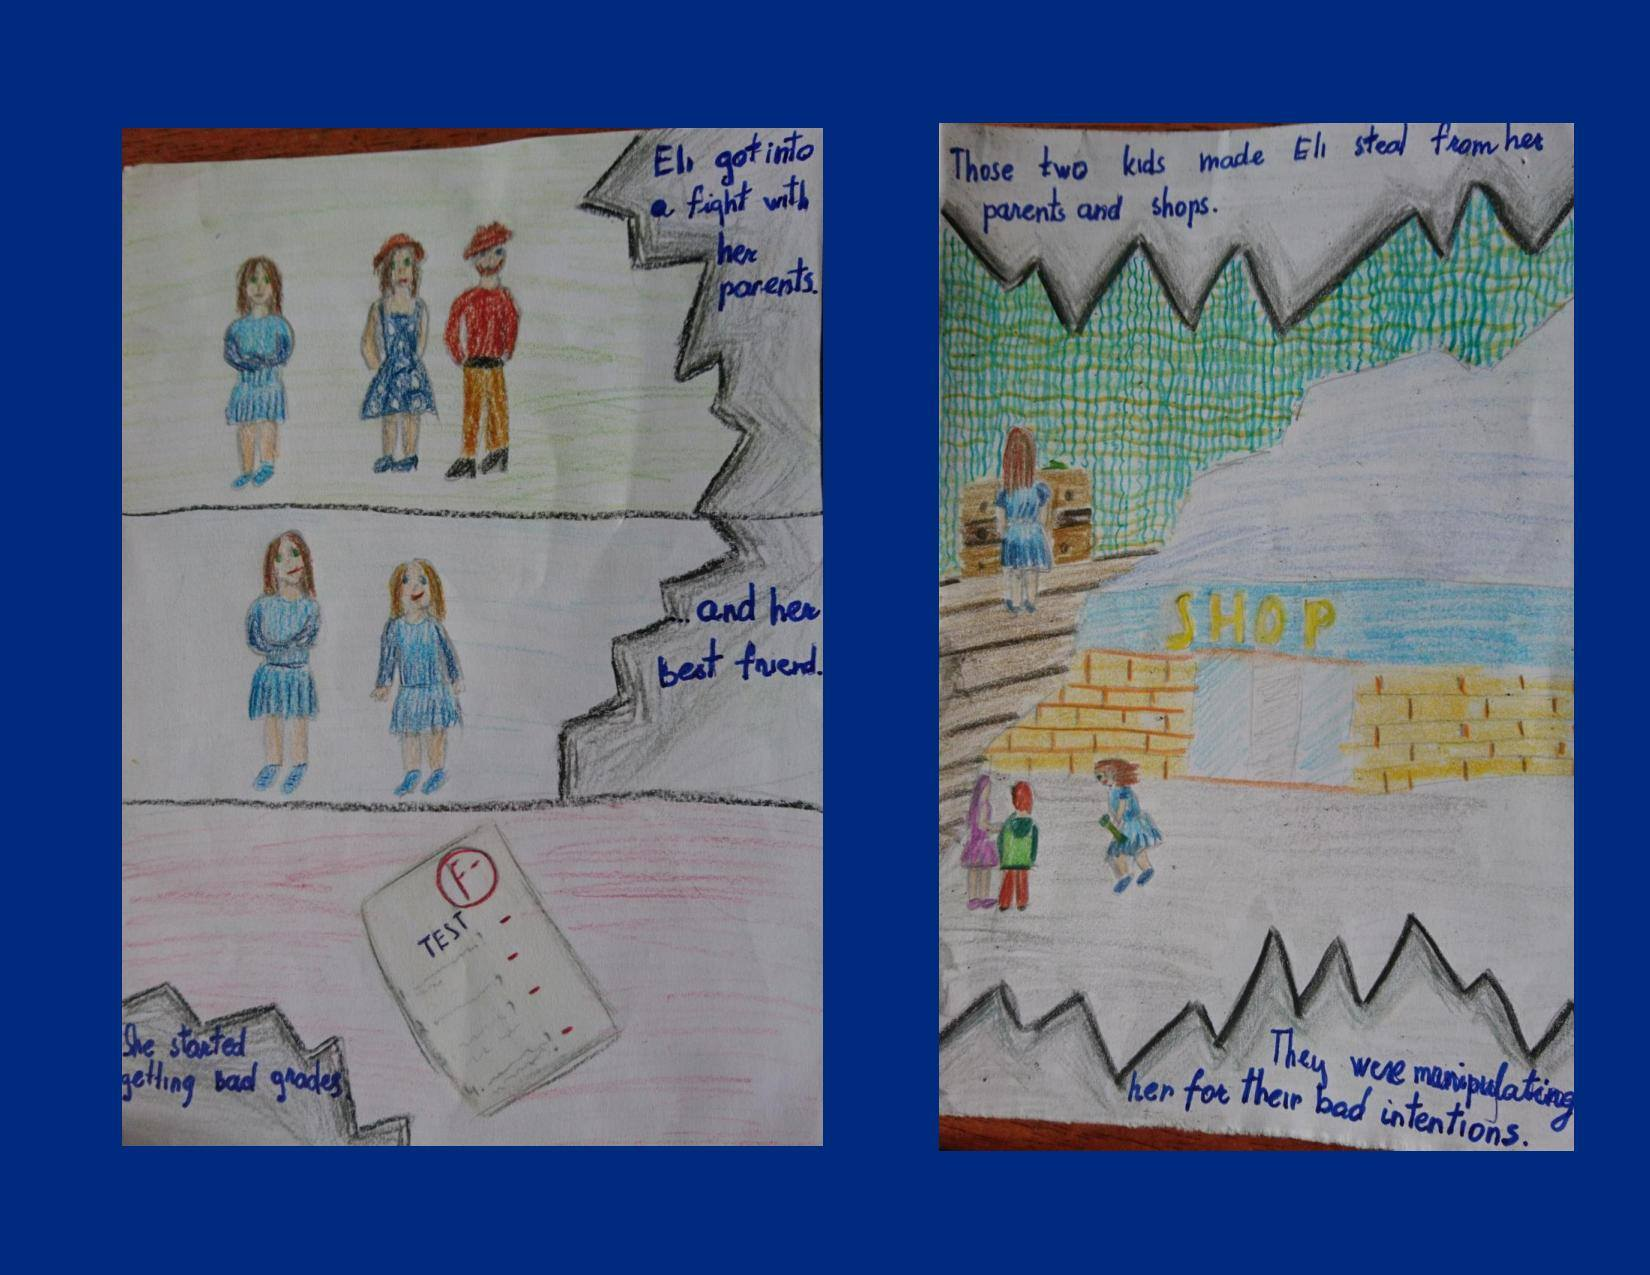 Eli got into
a fight with
her
parents.
...and her
best friend.
F-
TEST
She started
getting bad grades.
Those two kids made Eli steal from her
parents and shops.
SHOP
They were manipulating
her for their bad intentions.